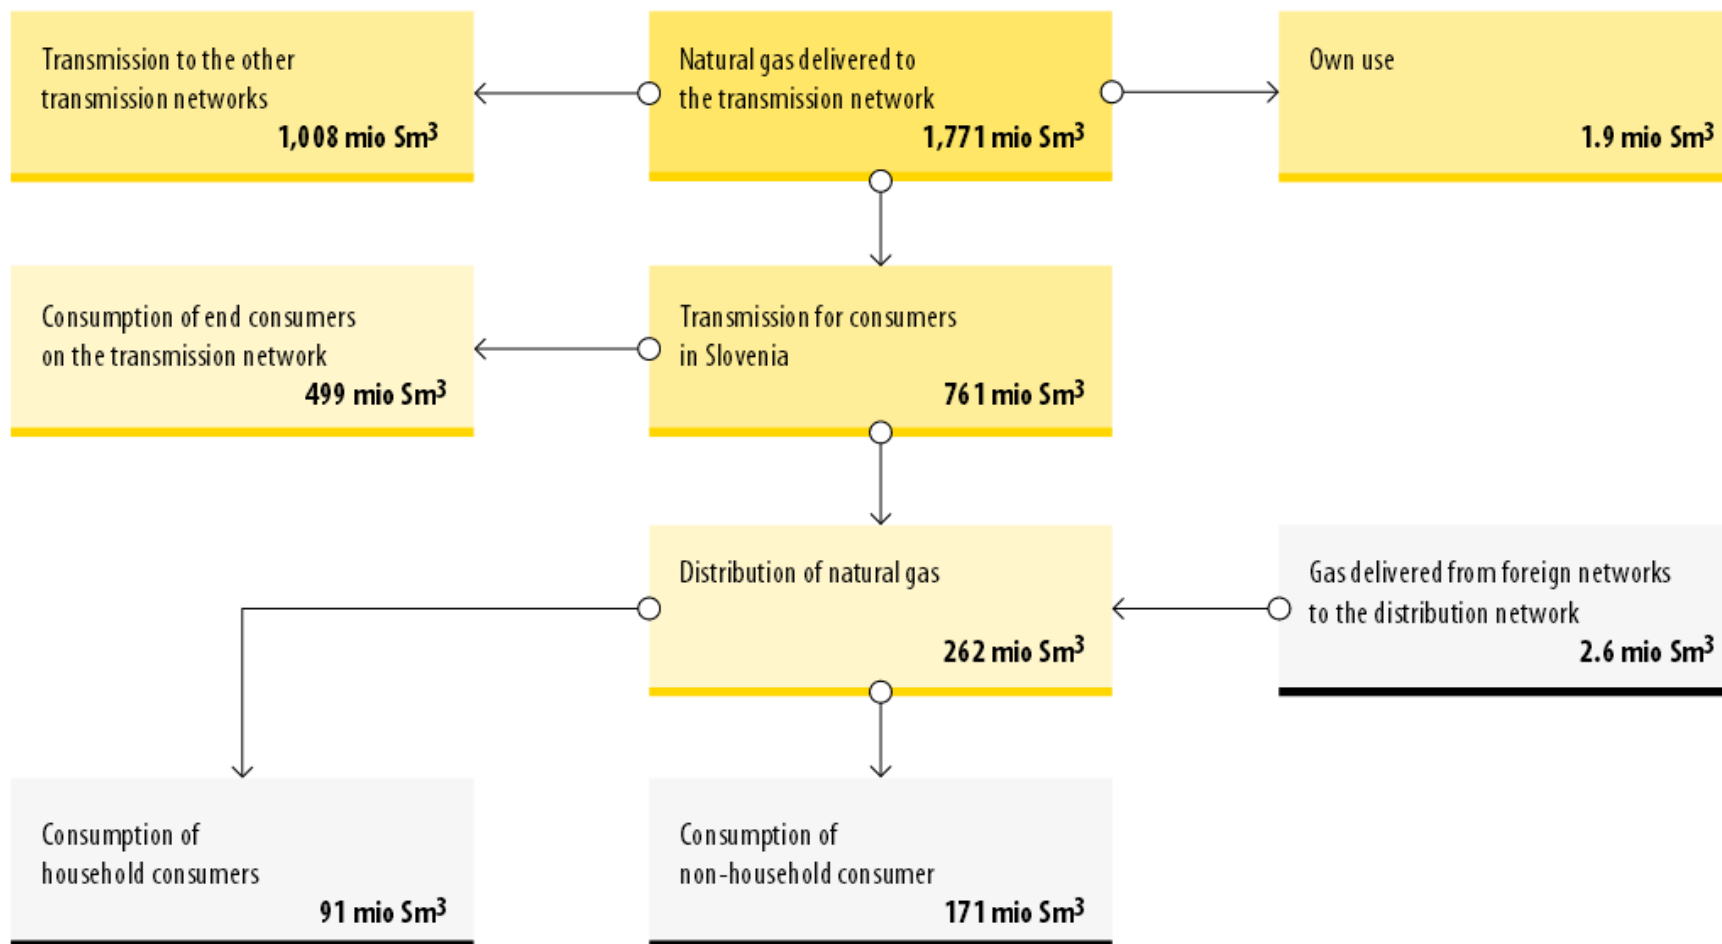 Transmission to the other
transmission networks
1,008 mio Sm³
Natural gas delivered to
the transmission network
1,771 mio Sm³
Own use
1.9 mio Sm³
Consumption of end consumers
on the transmission network
499 mio Sm³
Transmission for consumers
in Slovenia
761 mio Sm³
Distribution of natural gas
262 mio Sm³
Gas delivered from foreign networks
to the distribution network
2.6 mio Sm³
Consumption of
household consumers
91 mio Sm³
Consumption of
non-household consumer
171 mio Sm³